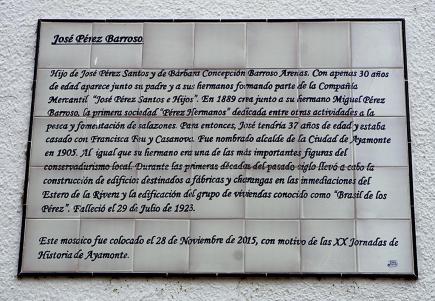 José Pérez Barroso.
Hijo de José Pérez Santos y de Bárbara Concepción Barroso Arenas. Con apenas 30 años
de edad aparece junto su padre y a sus hermanos formando parte de la Compañía
Mercantil "José Pérez Santos e Hijos". En 1889 crea junto a su hermano Miguel Pérez
Barroso, la primera sociedad "Pérez Hermanos" dedicada entre otras actividades a la
pesca y fomentación de salazones. Para entonces, José tendría 37 años de edad y estaba
casado con Francisca Feu y Casanova. Fue nombrado alcalde de la Ciudad de Ayamonte
en 1905. Al igual que su hermano era una de las más importantes figuras del
conservadurismo local. Durante las primeras décadas del pasado siglo llevó a cabo la
construcción de edificios destinados a fábricas y charangas en las inmediaciones del
Estero de la Rivera y la edificación del grupo de viviendas conocido como "Brasil de los
Pérez". Falleció el 29 de Julio de 1923.
Este mosaico fue colocado el 28 de Noviembre de 2015, con motivo de las XX Jornadas de
Historia de Ayamonte.